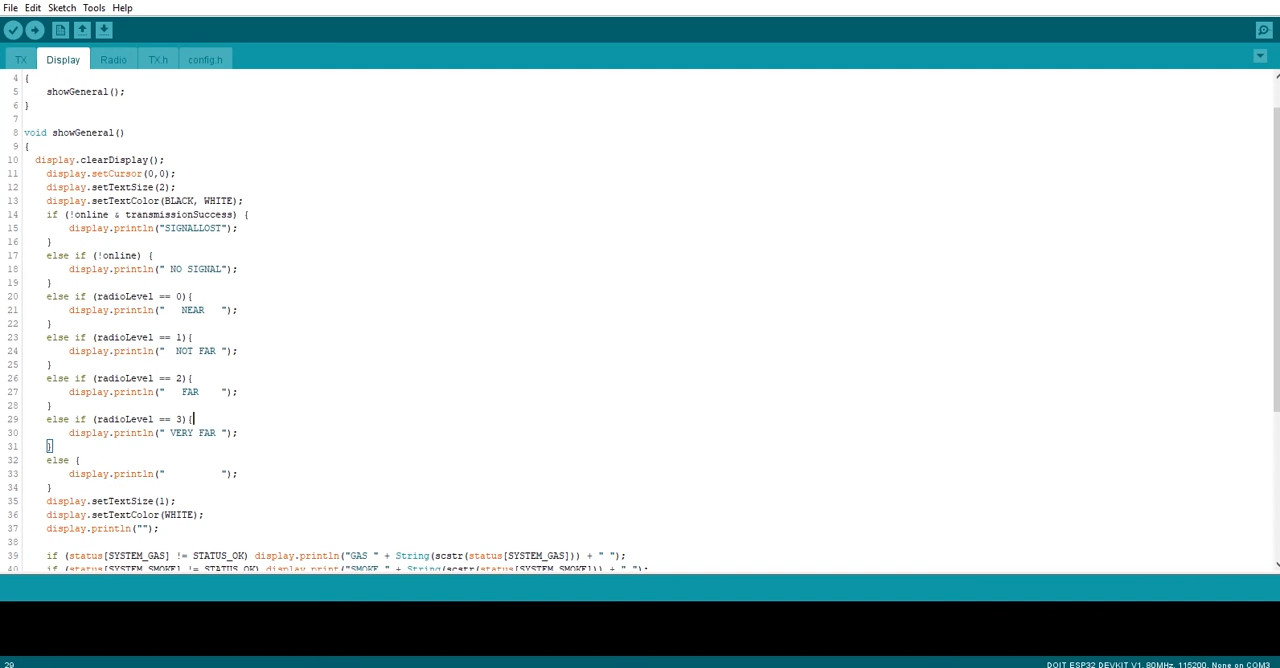 File Edit Sketch Tools Help
TX Display Radio TX.h config.h
4 {
5 showGeneral();
6 }
7
8 void showGeneral()
9 {
10 display.clearDisplay();
11 display.setCursor(0,0);
12 display.setTextSize(2);
13 display.setTextColor(BLACK, WHITE);
14 if (!online & transmissionSuccess) {
15 display.println("SIGNALLOST");
16 }
17 else if (!online) {
18 display.println(" NO SIGNAL");
19 }
20 else if (radioLevel == 0){
21 display.println("   NEAR   ");
22 }
23 else if (radioLevel == 1){
24 display.println("  NOT FAR ");
25 }
26 else if (radioLevel == 2){
27 display.println("   FAR    ");
28 }
29 else if (radioLevel == 3){
30 display.println(" VERY FAR ");
31 }
32 else {
33 display.println("          ");
34 }
35 display.setTextSize(1);
36 display.setTextColor(WHITE);
37 display.println("");
38
39 if (status[SYSTEM_GAS] != STATUS_OK) display.println("GAS " + String(scstr(status[SYSTEM_GAS])) + " ");
40 if (status[SYSTEM_SMOKE] != STATUS_OK) display.print("SMOKE " + String(scstr(status[SYSTEM_SMOKE])) + " ");
29 DOIT ESP32 DEVKIT V1, 80MHz, 115200, None on COM3